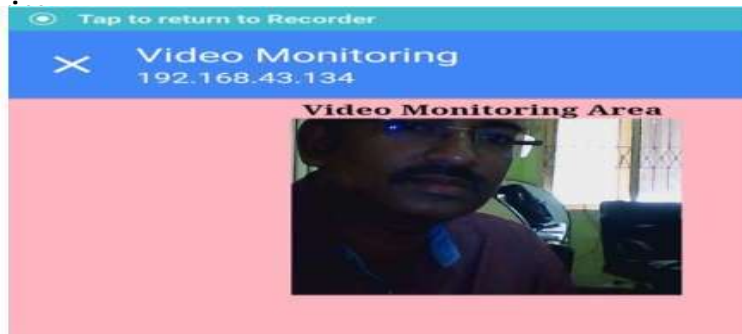 Tap to return to Recorder
Video Monitoring
192.168.43.134
Video Monitoring Area